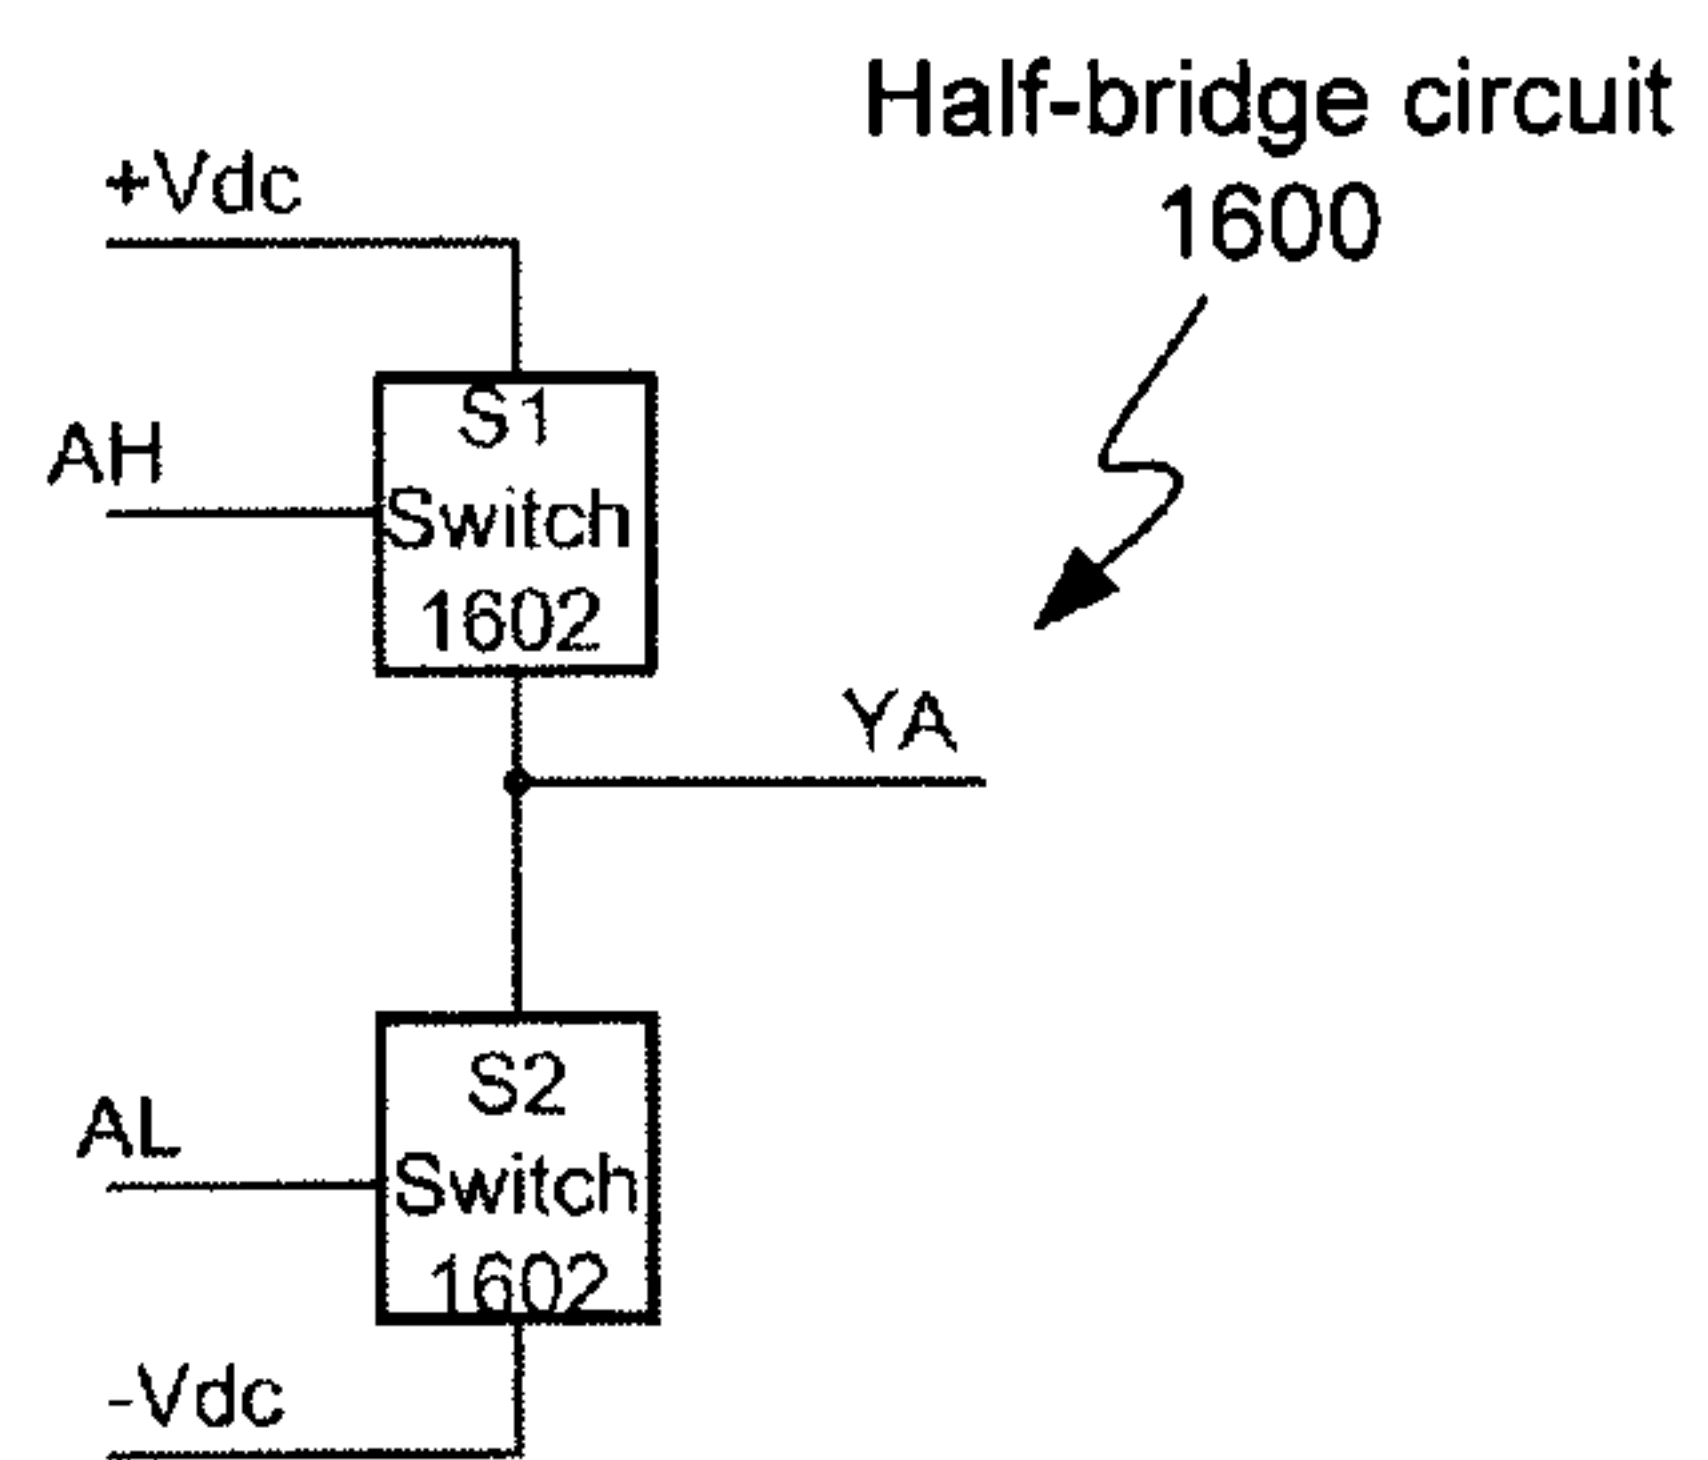 Half-bridge circuit
1600
+Vdc
AH
S1
Switch
1602
YA
AL
S2
Switch
1602
-Vdc